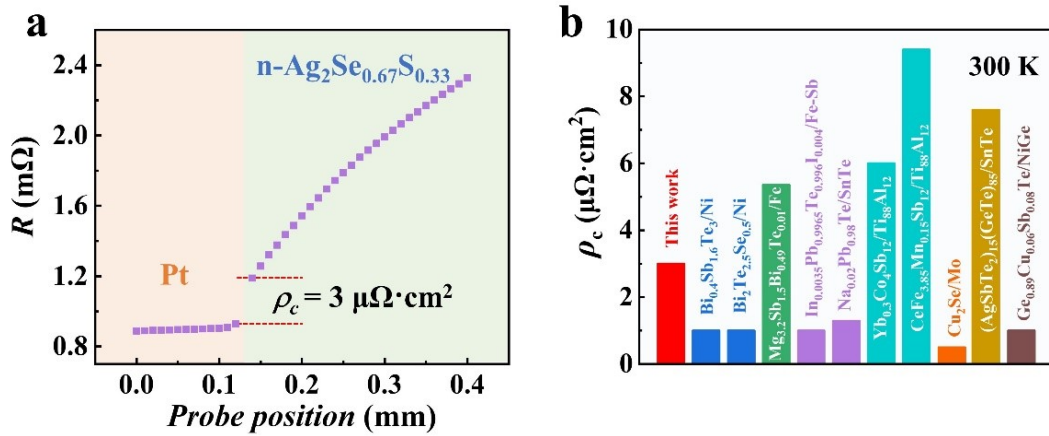 a
R (mΩ)
2.4
2.0
1.6
1.2
0.8
Pt
n-Ag₂Se₀.₆₇S₀.₃₃
ρc = 3 μΩ·cm²
0.0 0.1 0.2 0.3 0.4
Probe position (mm)
b
ρc (μΩ·cm²)
10
8
6
4
2
0
300 K
This work
Bi₀.₄Sb₁.₆Te₃/Ni
Bi₂Te₂.₅Se₀.₅/Ni
Mg₃.₂Sb₁.₅Bi₀.₄₉Te₀.₀₁/Fe
In₀.₀₀₃₅Pb₀.₉₉₆₅Te₀.₉₉₆I₀.₀₀₄/Fe-Sb
Na₀.₀₂Pb₀.₉₈Te/SnTe
Yb₀.₃Co₄Sb₁₂/Ti₈₈Al₁₂
CeFe₃.₈₅Mn₀.₁₅Sb₁₂/Ti₈₈Al₁₂
Cu₂Se/Mo
(AgSbTe₂)₁₅(GeTe)₈₅/SnTe
Ge₀.₈₉Cu₀.₀₆Sb₀.₀₈Te/NiGe